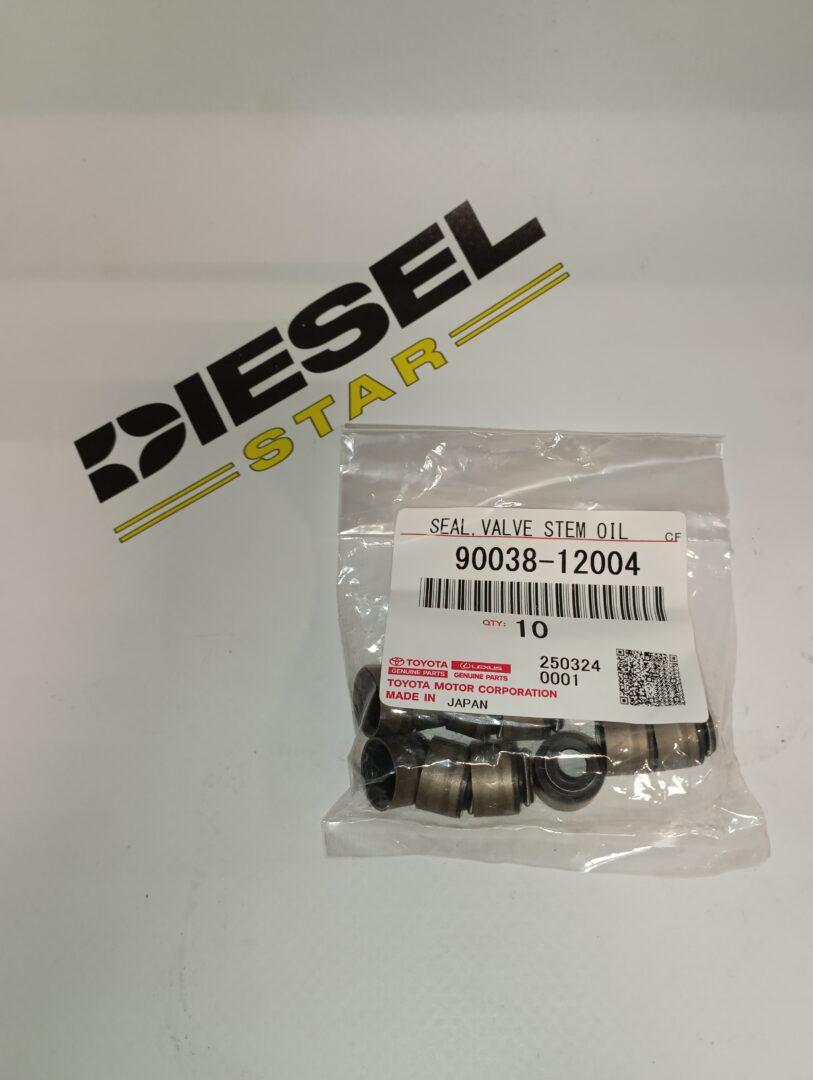 DIESEL
STAR
SEAL,VALVE STEM OIL
CF
90038-12004
QTY: 10
TOYOTA
GENUINE PARTS
LEXUS
GENUINE PARTS
250324
0001
TOYOTA MOTOR CORPORATION
MADE IN JAPAN